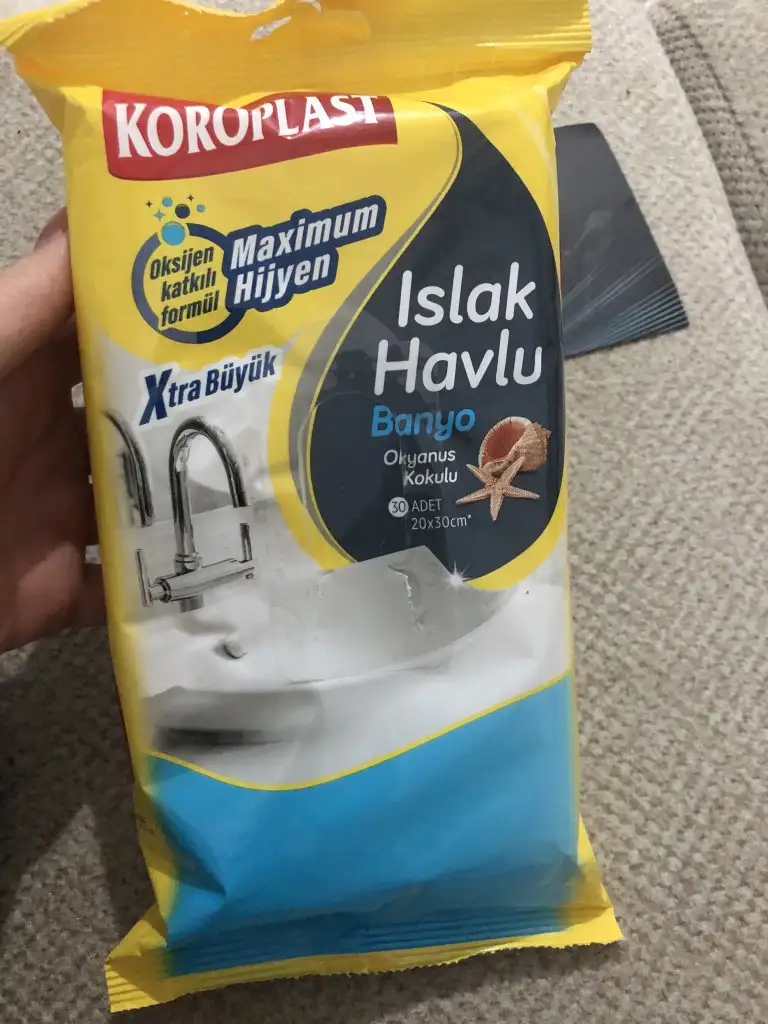 KOROPLAST
Oksijen
katkılı
formül
Maximum
Hijyen
Xtra Büyük
Islak
Havlu
Banyo
Okyanus
Kokulu
30 ADET
20x30cm*